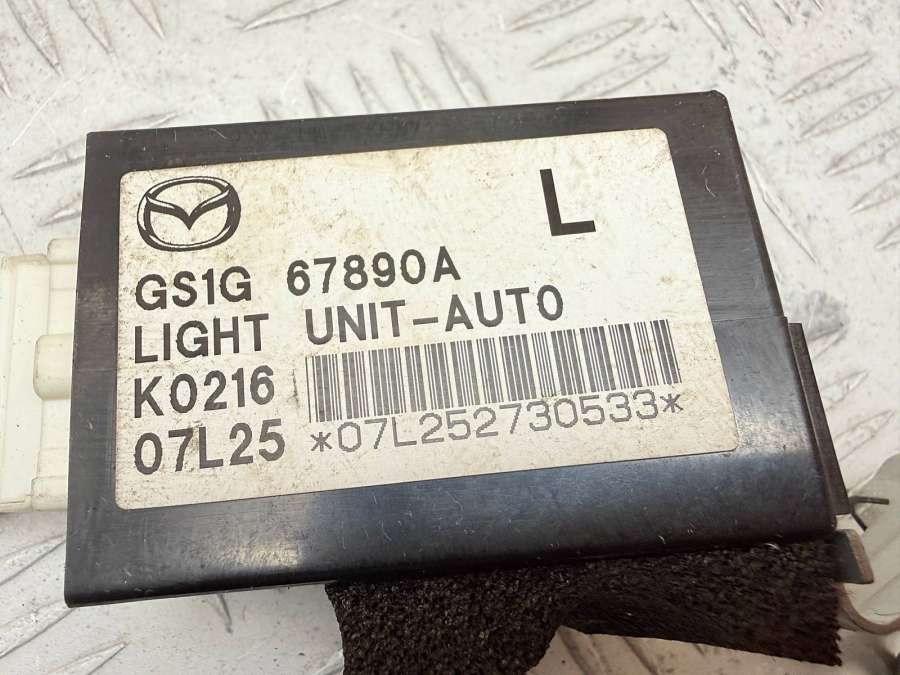 L
GS1G 67890A
LIGHT UNIT-AUTO
K0216
07L25 *07L252730533*